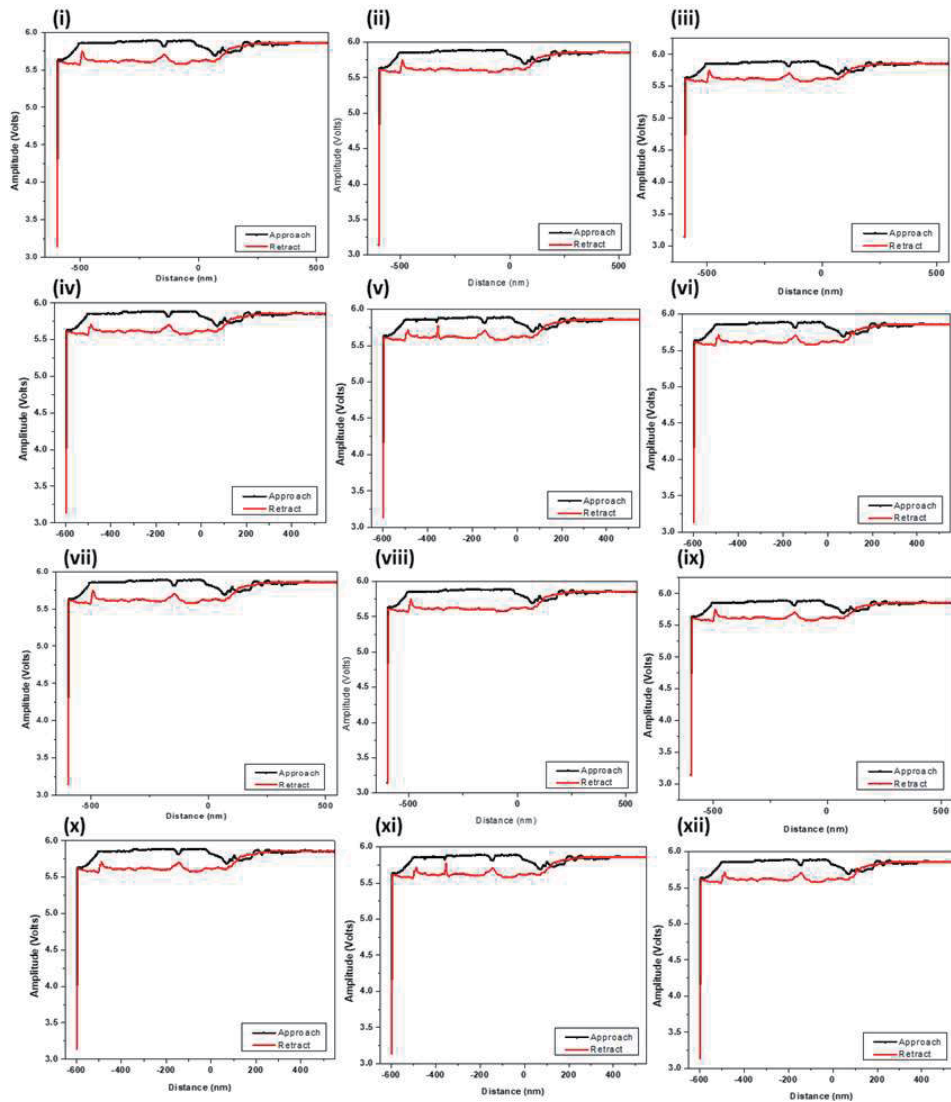 (i)
6.0
5.5
5.0
4.5
4.0
3.5
3.0
Amplitude (Volts)
Approach
Retract
-500
0
500
Distance (nm)
(ii)
6.0
5.5
5.0
4.5
4.0
3.5
3.0
Amplitude (Volts)
Approach
Retract
-500
0
500
Distance (nm)
(iii)
6.0
5.5
5.0
4.5
4.0
3.5
3.0
Amplitude (Volts)
Approach
Retract
-500
0
500
Distance (nm)
(iv)
6.0
5.5
5.0
4.5
4.0
3.5
3.0
Amplitude (Volts)
Approach
Retract
-600
-400
-200
0
200
400
(v)
6.0
5.5
5.0
4.5
4.0
3.5
3.0
Amplitude (Volts)
Approach
Retract
-600
-400
-200
0
200
400
(vi)
6.0
5.5
5.0
4.5
4.0
3.5
3.0
Amplitude (Volts)
Approach
Retract
-600
-400
-200
0
200
400
(vii)
6.0
5.5
5.0
4.5
4.0
3.5
3.0
Amplitude (Volts)
Approach
Retract
-500
0
500
Distance (nm)
(viii)
6.0
5.5
5.0
4.5
4.0
3.5
3.0
Amplitude (Volts)
Approach
Retract
-500
0
500
Distance (nm)
(ix)
6.0
5.5
5.0
4.5
4.0
3.5
3.0
Amplitude (Volts)
Approach
Retract
-500
0
500
Distance (nm)
(x)
6.0
5.5
5.0
4.5
4.0
3.5
3.0
Amplitude (Volts)
Approach
Retract
-600
-400
-200
0
200
400
Distance (nm)
(xi)
6.0
5.5
5.0
4.5
4.0
3.5
3.0
Amplitude (Volts)
Approach
Retract
-600
-400
-200
0
200
400
600
Distance (nm)
(xii)
6.0
5.5
5.0
4.5
4.0
3.5
3.0
Amplitude (Volts)
Approach
Retract
-600
-400
-200
0
200
400
Distance (nm)